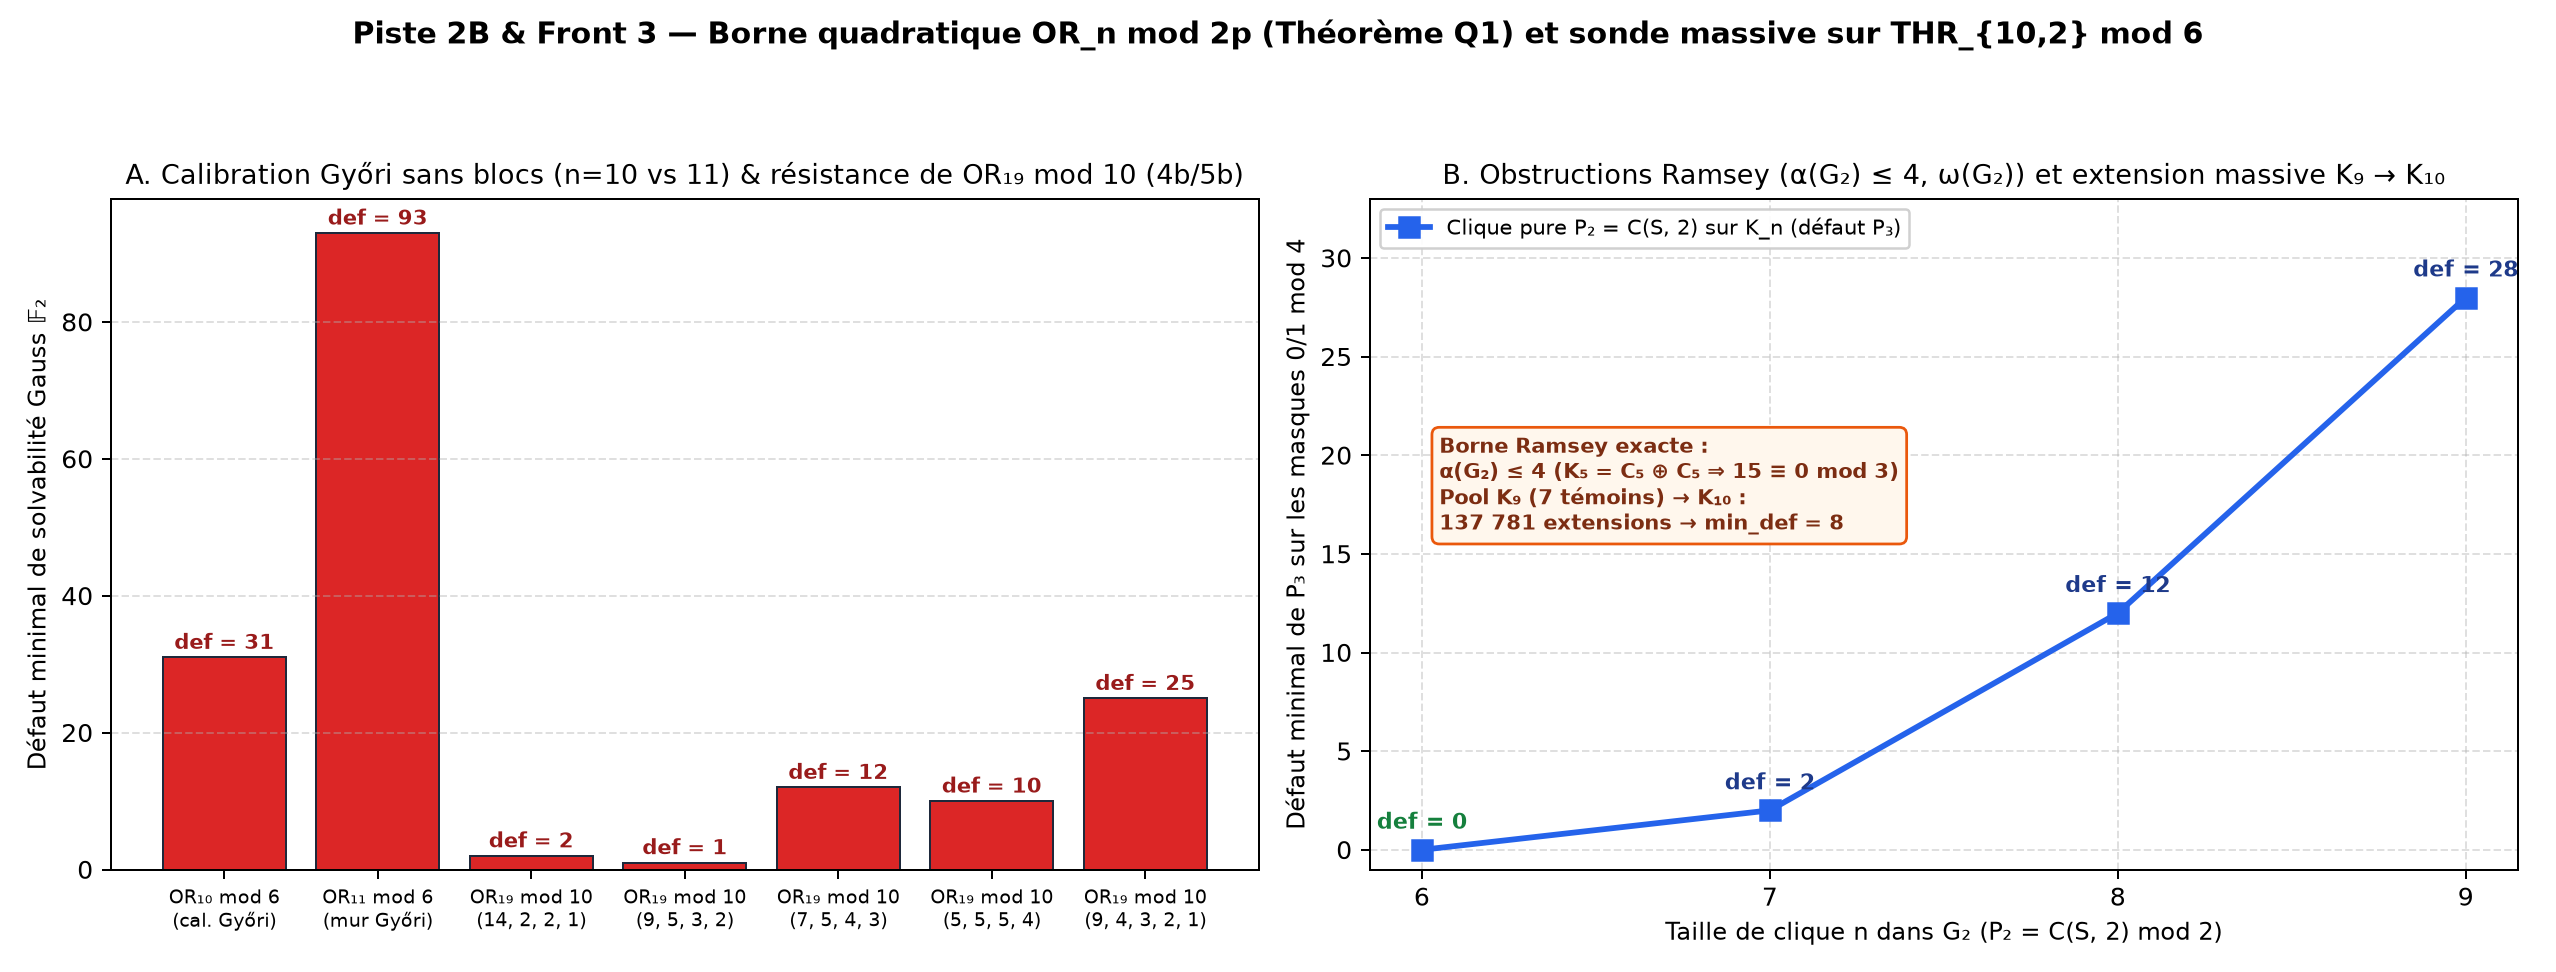 Piste 2B & Front 3 — Borne quadratique OR_n mod 2p (Théorème Q1) et sonde massive sur THR_{10,2} mod 6
A. Calibration Győri sans blocs (n=10 vs 11) & résistance de OR₁₉ mod 10 (4b/5b)
Défaut minimal de solvabilité Gauss 𝔽₂
80
60
40
20
0
def = 31
def = 93
def = 2
def = 1
def = 12
def = 10
def = 25
OR₁₀ mod 6
(cal. Győri)
OR₁₁ mod 6
(mur Győri)
OR₁₉ mod 10
(14, 2, 2, 1)
OR₁₉ mod 10
(9, 5, 3, 2)
OR₁₉ mod 10
(7, 5, 4, 3)
OR₁₉ mod 10
(5, 5, 5, 4)
OR₁₉ mod 10
(9, 4, 3, 2, 1)
B. Obstructions Ramsey (α(G₂) ≤ 4, ω(G₂)) et extension massive K₉ → K₁₀
Clique pure P₂ = C(S, 2) sur K_n (défaut P₃)
Défaut minimal de P₃ sur les masques 0/1 mod 4
30
25
20
15
10
5
0
def = 28
Borne Ramsey exacte :
α(G₂) ≤ 4 (K₅ = C₅ ⊕ C₅ ⇒ 15 ≡ 0 mod 3)
Pool K₉ (7 témoins) → K₁₀ :
137 781 extensions → min_def = 8
def = 12
def = 2
def = 0
6
7
8
9
Taille de clique n dans G₂ (P₂ = C(S, 2) mod 2)